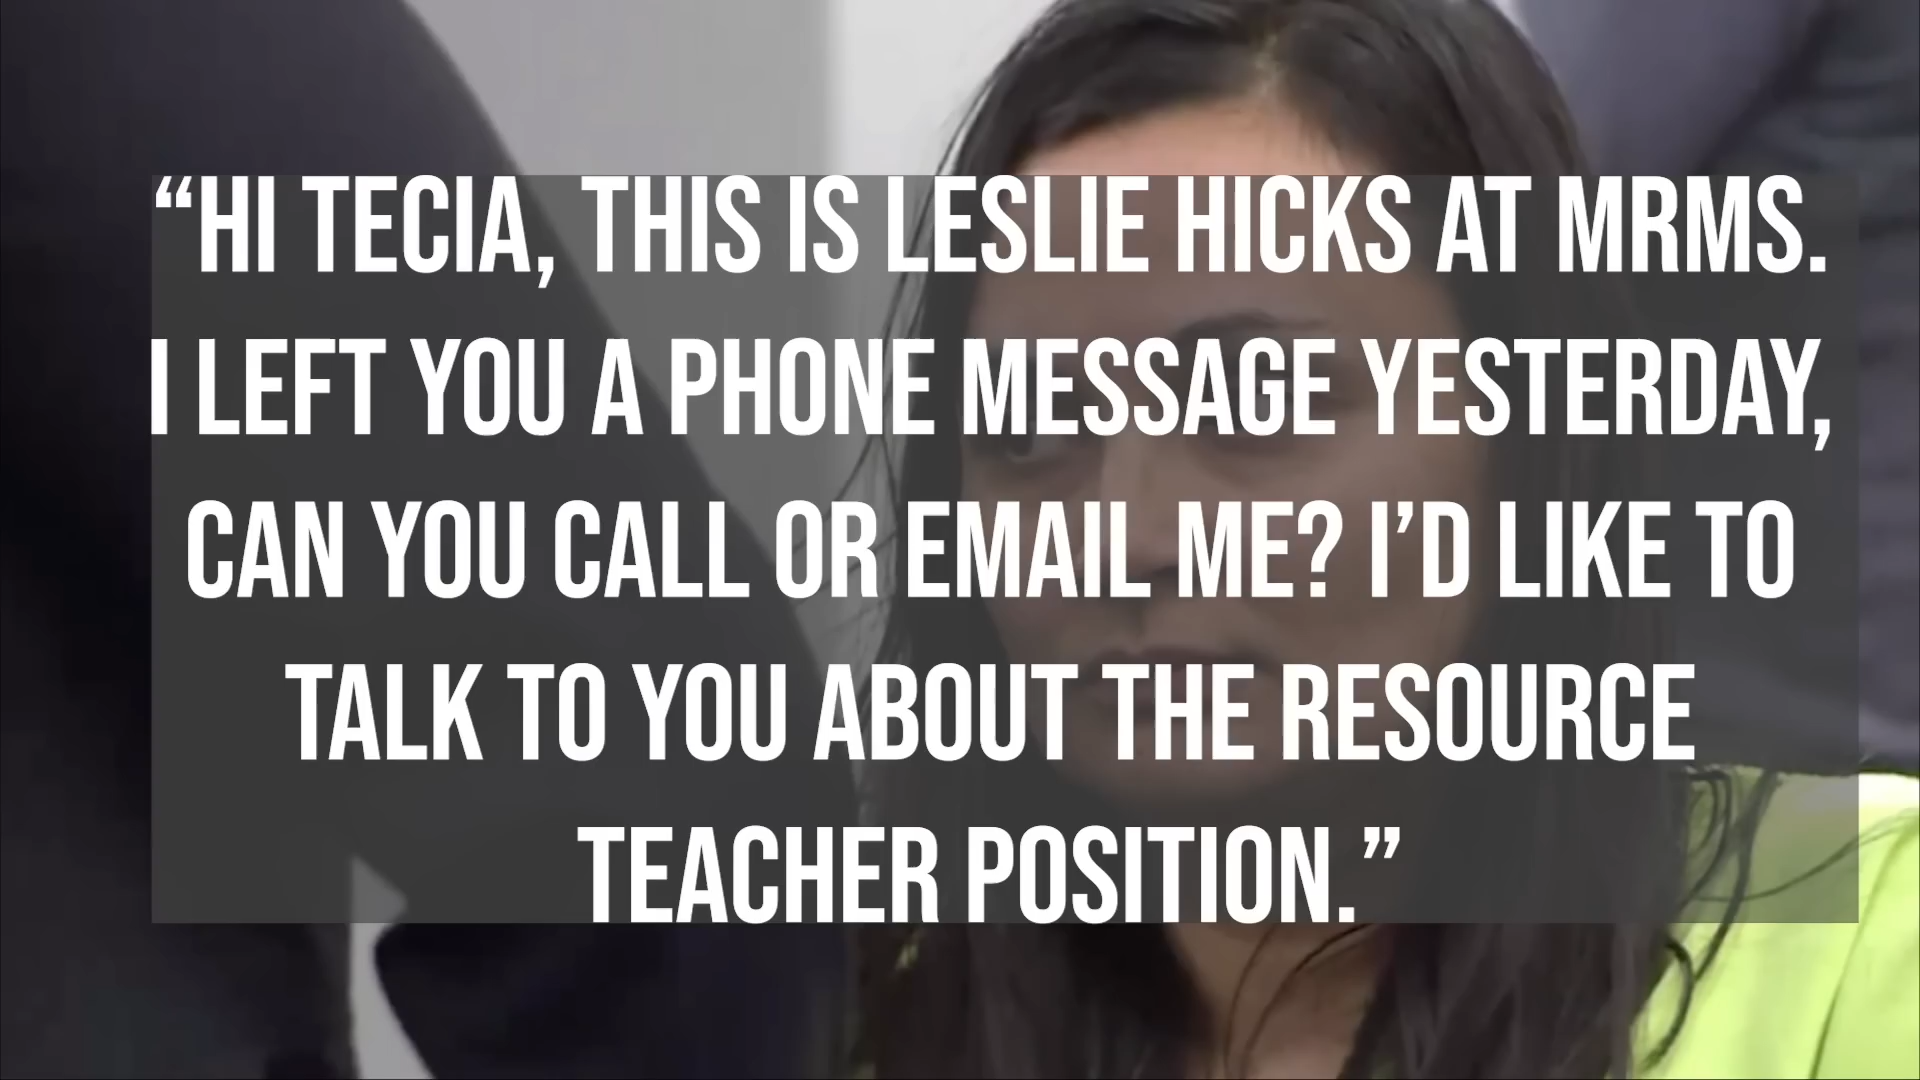 “HI TECIA, THIS IS LESLIE HICKS AT MRMS.
I LEFT YOU A PHONE MESSAGE YESTERDAY,
CAN YOU CALL OR EMAIL ME? I’D LIKE TO
TALK TO YOU ABOUT THE RESOURCE
TEACHER POSITION.”